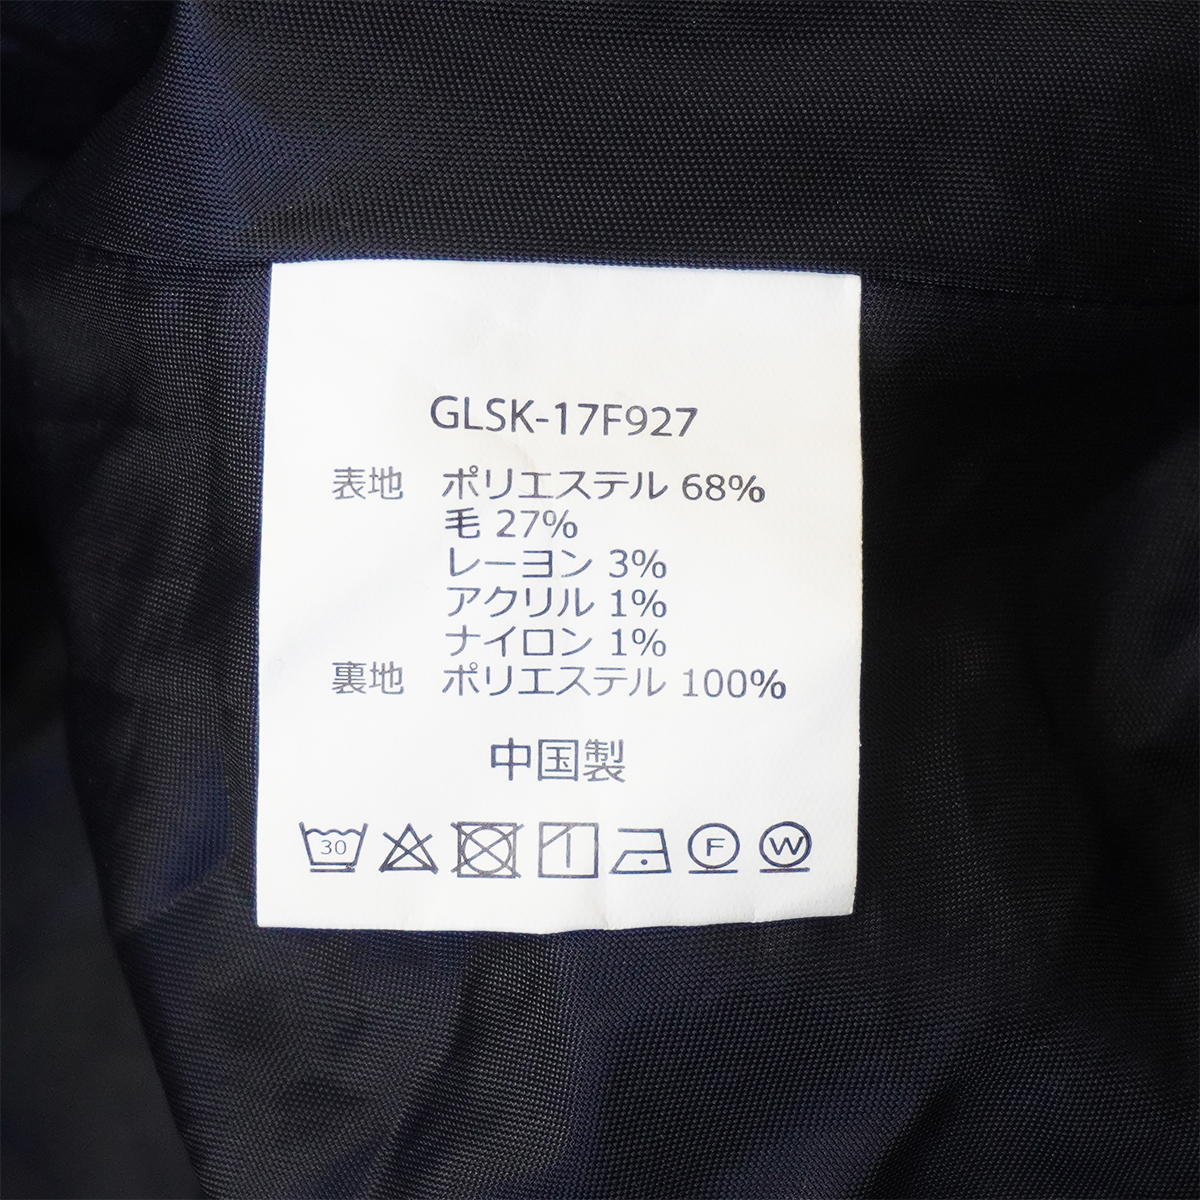 GLSK-17F927
表地 ポリエステル 68%
毛 27%
レーヨン 3%
アクリル 1%
ナイロン 1%
裏地 ポリエステル 100%
中国製
30 F W